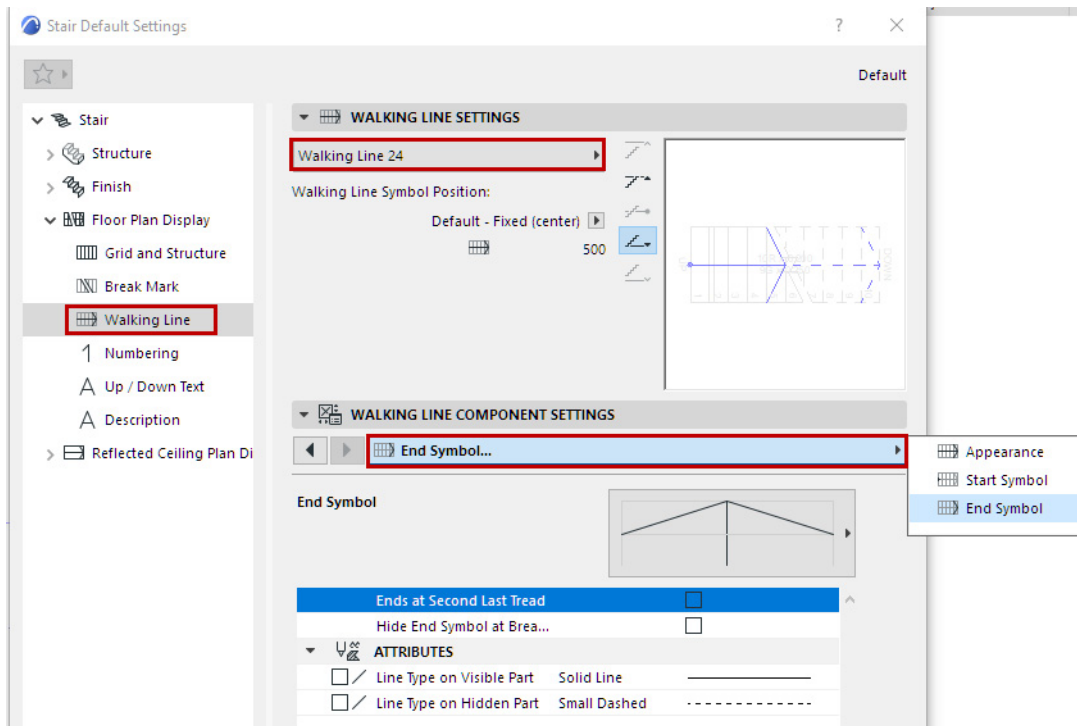 Stair Default Settings
?
Default
Stair
WALKING LINE SETTINGS
Structure
Walking Line 24
Finish
Walking Line Symbol Position:
Floor Plan Display
Default - Fixed (center)
Grid and Structure
500
Break Mark
Walking Line
Numbering
Up / Down Text
Description
Reflected Ceiling Plan Di
DOWN
WALKING LINE COMPONENT SETTINGS
End Symbol...
Appearance
Start Symbol
End Symbol
End Symbol
Ends at Second Last Tread
Hide End Symbol at Brea...
ATTRIBUTES
Line Type on Visible Part Solid Line
Line Type on Hidden Part Small Dashed